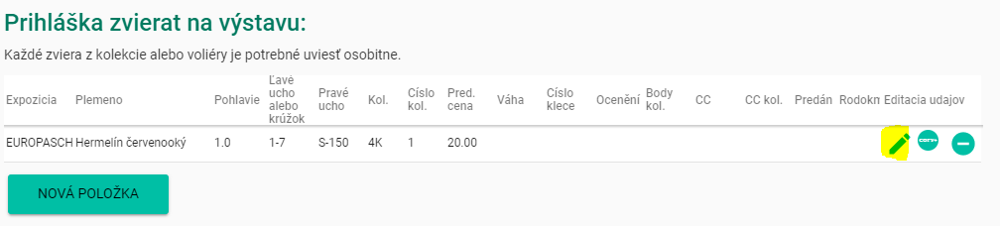 Prihláška zvierat na výstavu:
Každé zviera z kolekcie alebo voliéry je potrebné uviesť osobitne.
Expozicia Plemeno Pohlavie Ľavé ucho alebo krúžok Pravé ucho Kol. Číslo kol. Pred. cena Váha Číslo klece Ocenění Body kol. CC CC kol. Predán Rodokm Editacia udajov
EUROPASCH Hermelín červenooký 1.0 1-7 S-150 4K 1 20.00
NOVÁ POLOŽKA